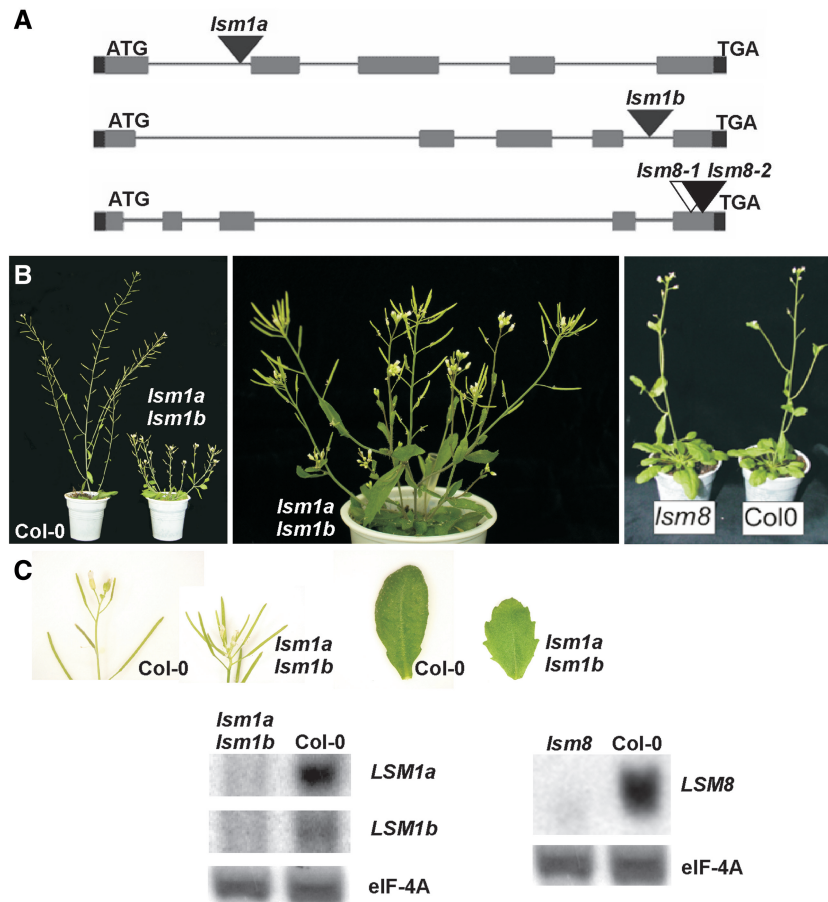 A
lsm1a
ATG
TGA
lsm1b
ATG
TGA
lsm8-1 lsm8-2
ATG
TGA
B
Col-0
lsm1a
lsm1b
lsm1a
lsm1b
lsm8
Col0
C
Col-0
lsm1a
lsm1b
Col-0
lsm1a
lsm1b
lsm1a
lsm1b
Col-0
LSM1a
LSM1b
eIF-4A
lsm8
Col-0
LSM8
eIF-4A